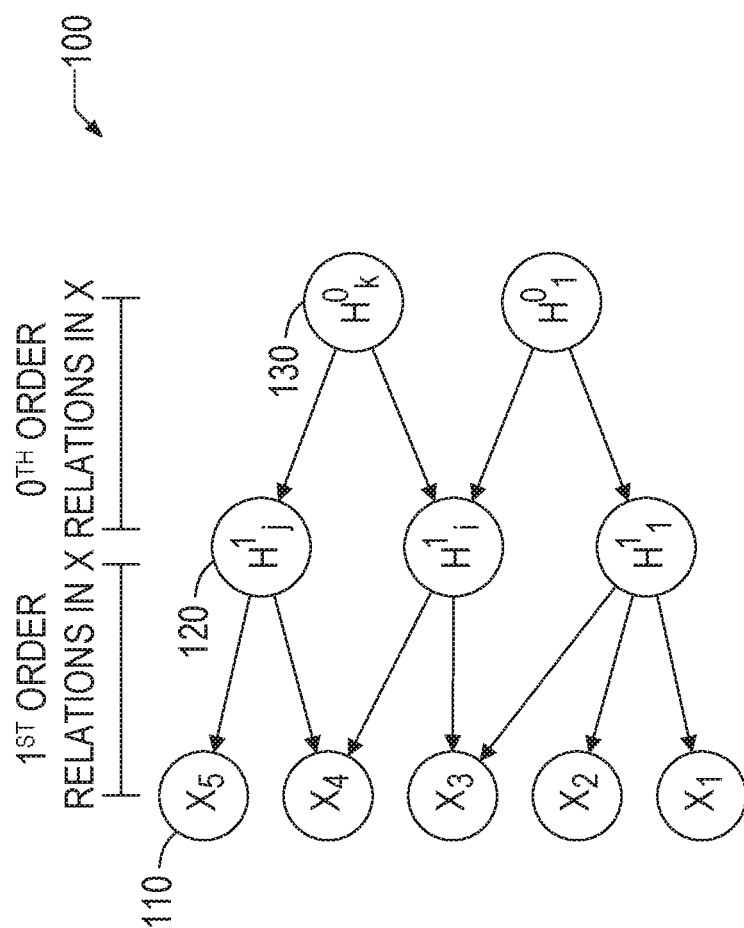 100
1ST ORDER
RELATIONS IN X
0TH ORDER
RELATIONS IN X
110
120
130
X5
X4
X3
X2
X1
H1j
H1i
H11
H0k
H01